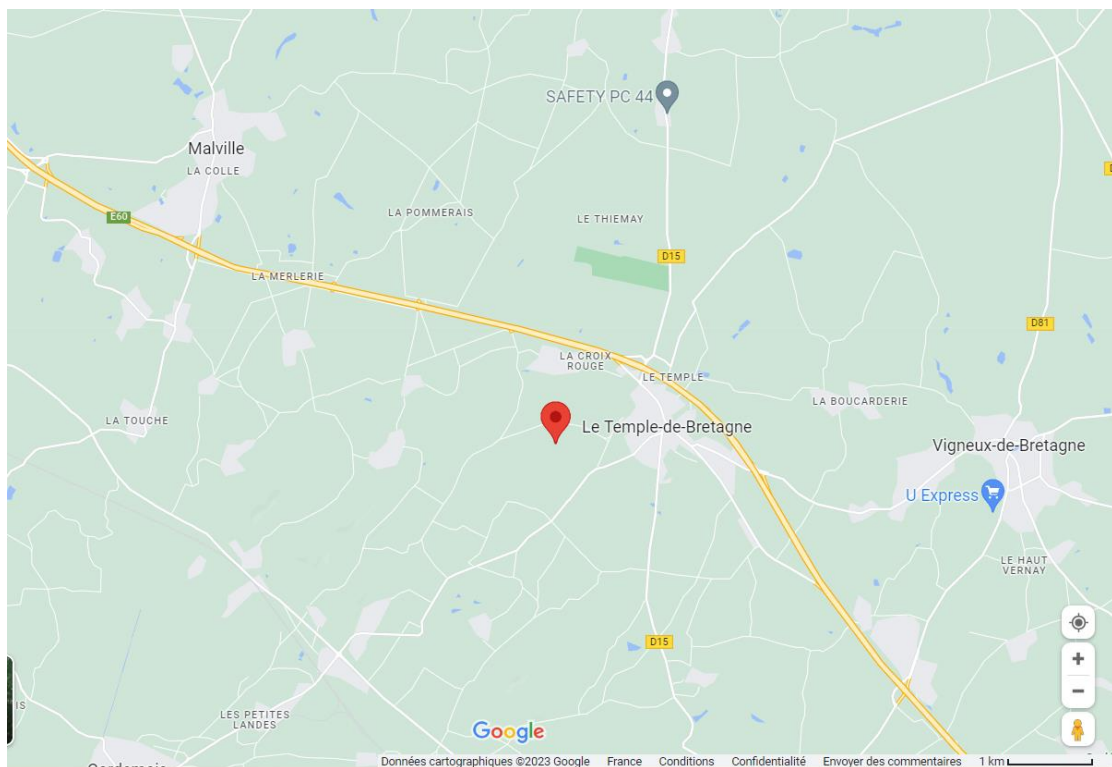 SAFETY PC 44
Malville
LA COLLE
LA POMMERAIS
E60
LE THIEMAY
D15
LA MERLERIE
D81
LA CROIX
ROUGE
LE TEMPLE
LA BOUCARDERIE
LA TOUCHE
Le Temple-de-Bretagne
Vigneux-de-Bretagne
U Express
LE HAUT
VERNAY
D15
LES PETITES
LANDES
Google
Données cartographiques ©2023 Google France Conditions Confidentialité Envoyer des commentaires 1 km